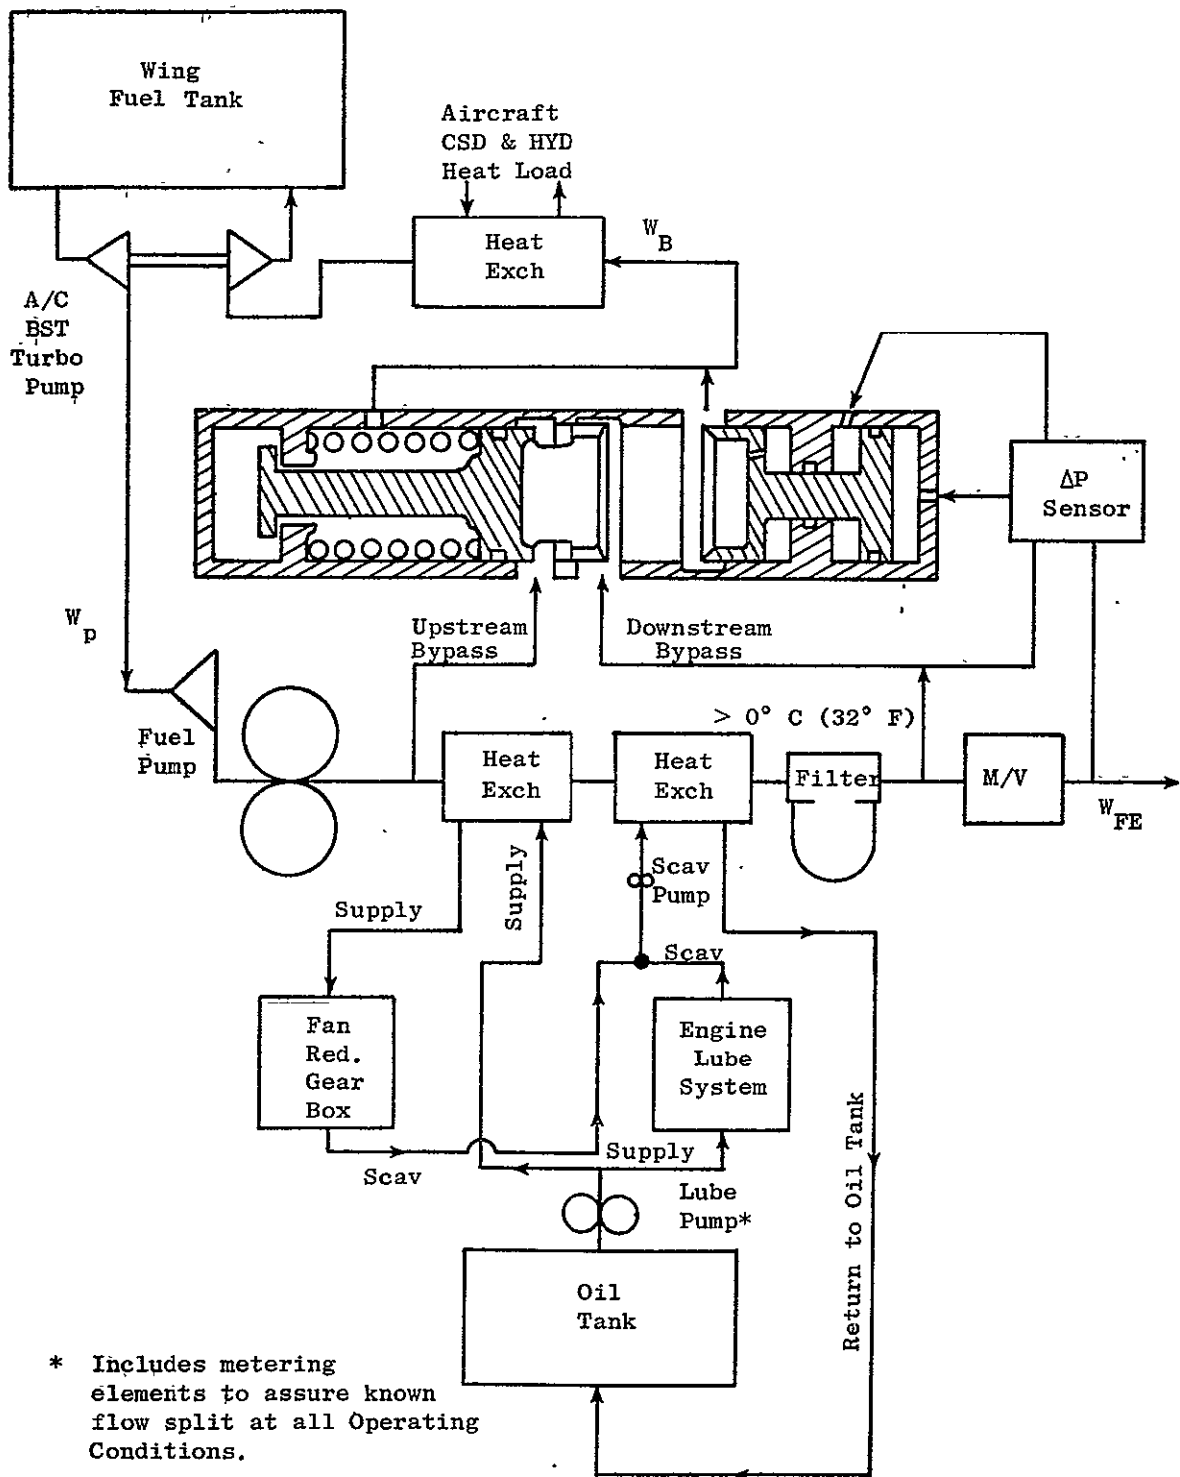 Wing
Fuel Tank
Aircraft
CSD & HYD
Heat Load
Heat
Exch
W_B
A/C
BST
Turbo
Pump
ΔP
Sensor
W_p
Upstream
Bypass
Downstream
Bypass
> 0° C (32° F)
Fuel
Pump
Heat
Exch
Heat
Exch
Filter
M/V
W_FE
Supply
Supply
Scav
Pump
Scav
Fan
Red.
Gear
Box
Engine
Lube
System
Scav
Supply
Lube
Pump*
Return to Oil Tank
Oil
Tank
* Includes metering
elements to assure known
flow split at all Operating
Conditions.